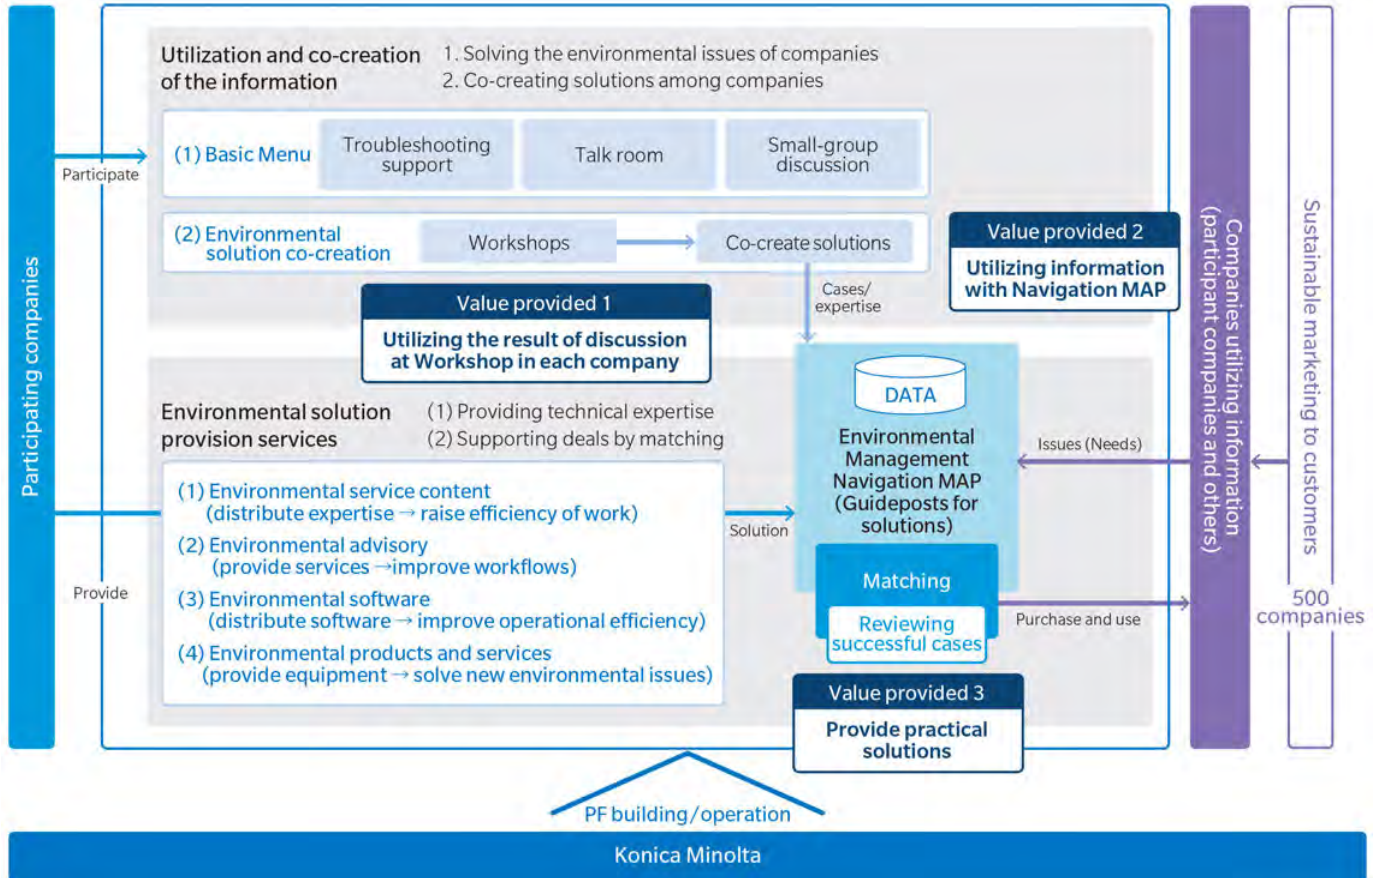 Participating companies
Participate
Provide
Utilization and co-creation
of the information
1. Solving the environmental issues of companies
2. Co-creating solutions among companies
(1) Basic Menu
Troubleshooting
support
Talk room
Small-group
discussion
(2) Environmental
solution co-creation
Workshops
Co-create solutions
Cases/
expertise
Value provided 1
Utilizing the result of discussion
at Workshop in each company
Value provided 2
Utilizing information
with Navigation MAP
Environmental solution
provision services
(1) Providing technical expertise
(2) Supporting deals by matching
(1) Environmental service content
(distribute expertise → raise efficiency of work)
(2) Environmental advisory
(provide services →improve workflows)
(3) Environmental software
(distribute software → improve operational efficiency)
(4) Environmental products and services
(provide equipment → solve new environmental issues)
Solution
DATA
Environmental
Management
Navigation MAP
(Guideposts for
solutions)
Matching
Reviewing
successful cases
Issues (Needs)
Purchase and use
Value provided 3
Provide practical
solutions
Companies utilizing information
(participant companies and others)
Sustainable marketing to customers
500
companies
PF building/operation
Konica Minolta